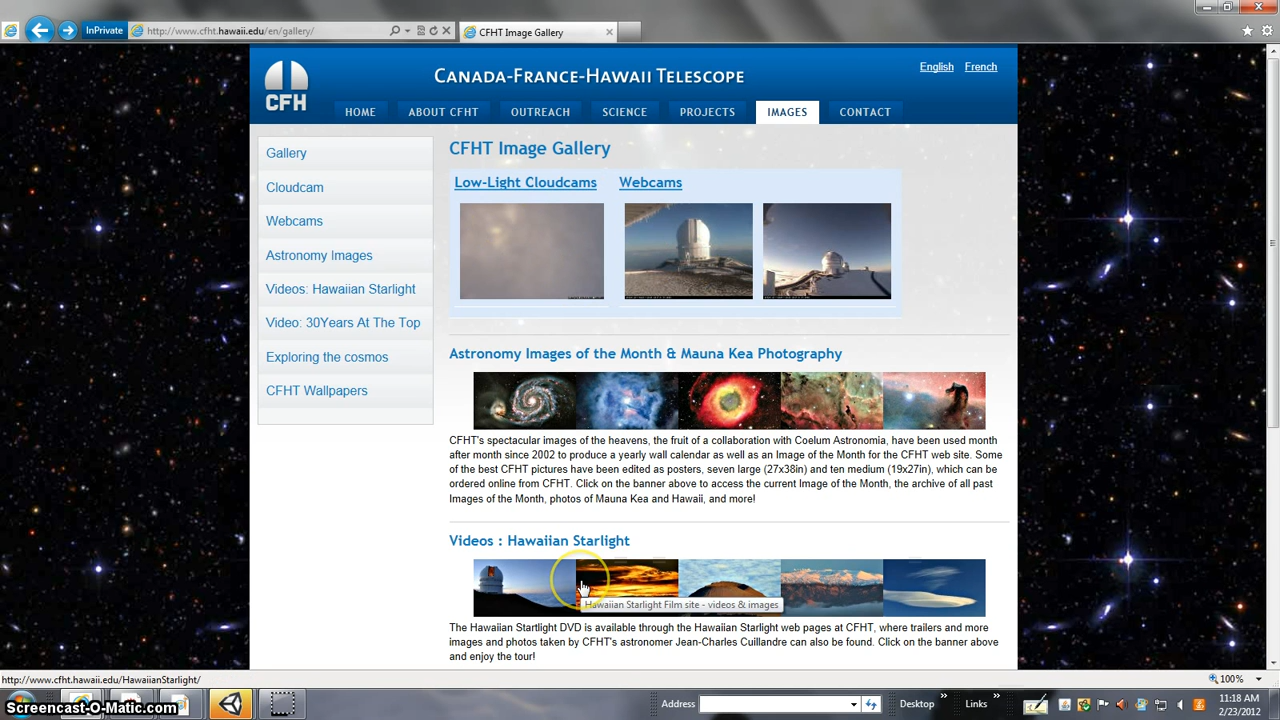 InPrivate
http://www.cfht.hawaii.edu/en/gallery/
CFHT Image Gallery
CFH
CANADA-FRANCE-HAWAII TELESCOPE
English French
HOME ABOUT CFHT OUTREACH SCIENCE PROJECTS IMAGES CONTACT
Gallery
Cloudcam
Webcams
Astronomy Images
Videos: Hawaiian Starlight
Video: 30Years At The Top
Exploring the cosmos
CFHT Wallpapers
CFHT Image Gallery
Low-Light Cloudcams Webcams
Astronomy Images of the Month & Mauna Kea Photography
CFHT's spectacular images of the heavens, the fruit of a collaboration with Coelum Astronomia, have been used month
after month since 2002 to produce a yearly wall calendar as well as an Image of the Month for the CFHT web site. Some
of the best CFHT pictures have been edited as posters, seven large (27x38in) and ten medium (19x27in), which can be
ordered online from CFHT. Click on the banner above to access the current Image of the Month, the archive of all past
Images of the Month, photos of Mauna Kea and Hawaii, and more!
Videos : Hawaiian Starlight
Hawaiian Starlight Film site - videos & images
The Hawaiian Startlight DVD is available through the Hawaiian Starlight web pages at CFHT, where trailers and more
images and photos taken by CFHT's astronomer Jean-Charles Cuillandre can also be found. Click on the banner above
and enjoy the tour!
http://www.cfht.hawaii.edu/HawaiianStarlight/
100%
Address Desktop Links
11:18 AM
2/23/2012
Screencast-O-Matic.com